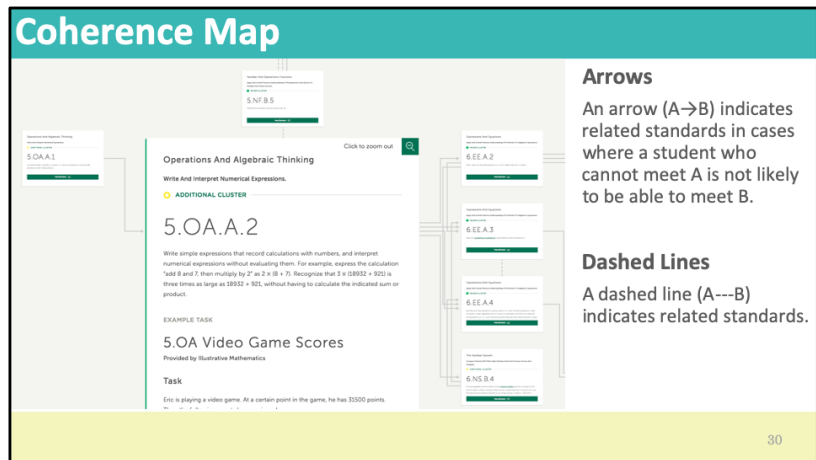 Coherence Map
5.NF.B.5
Operations And Algebraic Thinking
5.OA.A.1
Click to zoom out
Operations And Algebraic Thinking
Write And Interpret Numerical Expressions.
ADDITIONAL CLUSTER
5.OA.A.2
Write simple expressions that record calculations with numbers, and interpret
numerical expressions without evaluating them. For example, express the calculation
"add 8 and 7, then multiply by 2" as 2 × (8 + 7). Recognize that 3 × (18932 + 921) is
three times as large as 18932 + 921, without having to calculate the indicated sum or
product.
EXAMPLE TASK
5.OA Video Game Scores
Provided by Illustrative Mathematics
Task
Eric is playing a video game. At a certain point in the game, he has 31500 points.
6.EE.A.2
6.EE.A.3
6.EE.A.4
6.NS.B.4
Arrows
An arrow (A→B) indicates
related standards in cases
where a student who
cannot meet A is not likely
to be able to meet B.
Dashed Lines
A dashed line (A---B)
indicates related standards.
30